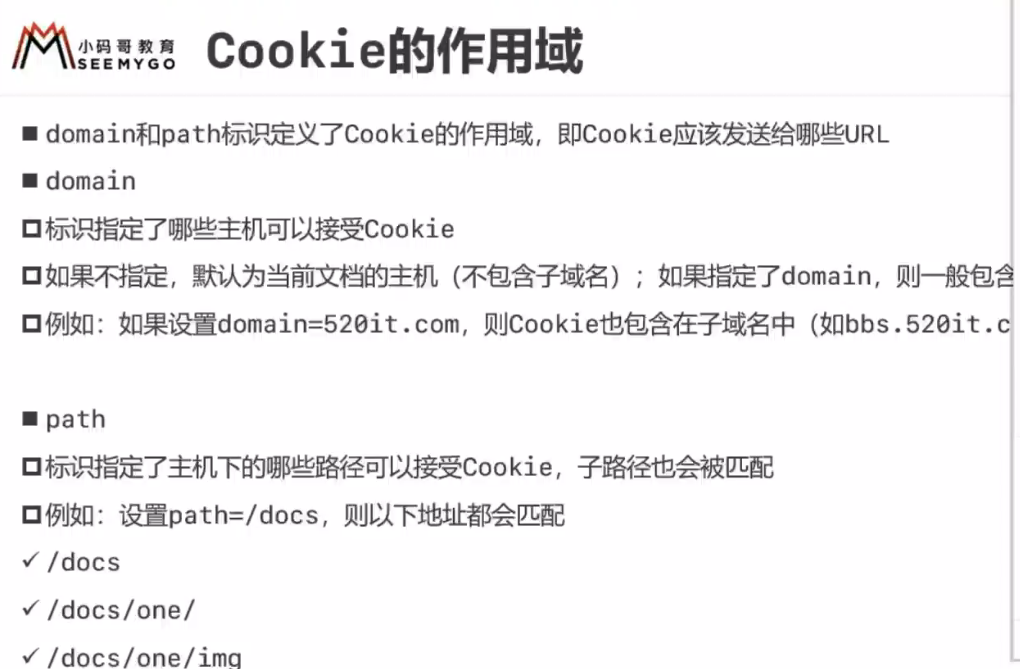 小码哥教育
SEEMYGO
Cookie的作用域
■ domain和path标识定义了Cookie的作用域，即Cookie应该发送给哪些URL
■ domain
标识指定了哪些主机可以接受Cookie
如果不指定，默认为当前文档的主机（不包含子域名）；如果指定了domain，则一般包含
例如：如果设置domain=520it.com，则Cookie也包含在子域名中（如bbs.520it.c
■ path
标识指定了主机下的哪些路径可以接受Cookie，子路径也会被匹配
例如：设置path=/docs，则以下地址都会匹配
✓ /docs
✓ /docs/one/
✓ /docs/one/img